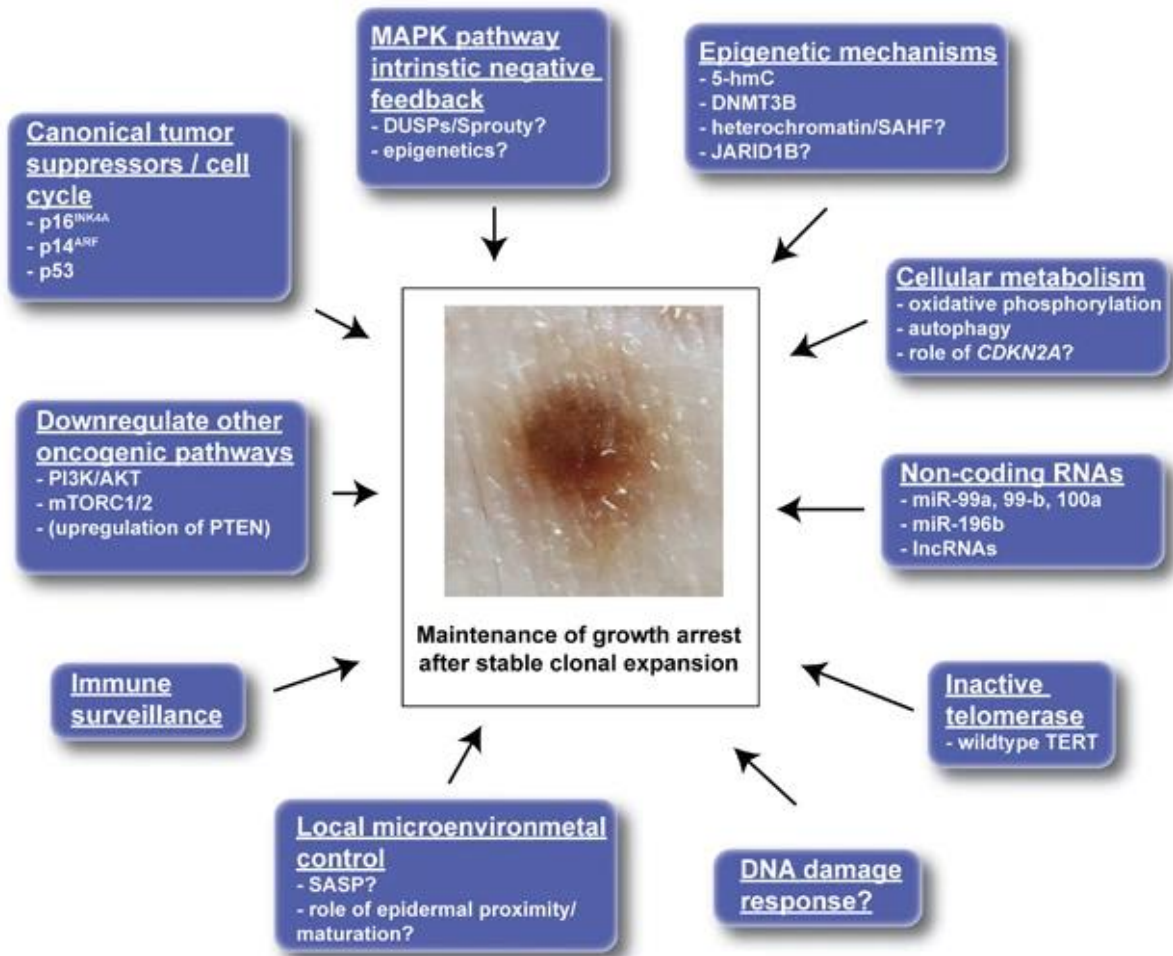 MAPK pathway
intrinstic negative
feedback
- DUSPs/Sprouty?
- epigenetics?
Epigenetic mechanisms
- 5-hmC
- DNMT3B
- heterochromatin/SAHF?
- JARID1B?
Canonical tumor
suppressors / cell
cycle
- p16INK4A
- p14ARF
- p53
Cellular metabolism
- oxidative phosphorylation
- autophagy
- role of CDKN2A?
Downregulate other
oncogenic pathways
- PI3K/AKT
- mTORC1/2
- (upregulation of PTEN)
Non-coding RNAs
- miR-99a, 99-b, 100a
- miR-196b
- lncRNAs
Maintenance of growth arrest
after stable clonal expansion
Immune
surveillance
Inactive
telomerase
- wildtype TERT
Local microenvironmetal
control
- SASP?
- role of epidermal proximity/
maturation?
DNA damage
response?